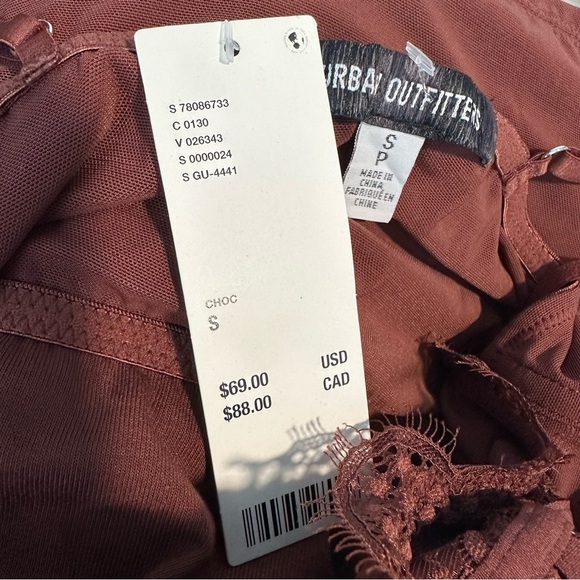 S 78086733
C 0130
V 026343
S 0000024
S GU-4441
CHOC
S
$69.00 USD
$88.00 CAD
URBAN OUTFITTERS
S
P
MADE IN
CHINA
FABRIQUÉ EN
CHINE